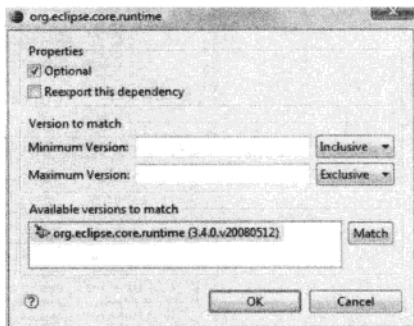 org.eclipse.core.runtime
Properties
Optional
Reexport this dependency
Version to match
Minimum Version: Inclusive
Maximum Version: Exclusive
Available versions to match
org.eclipse.core.runtime (3.4.0.v20080512) Match
? OK Cancel